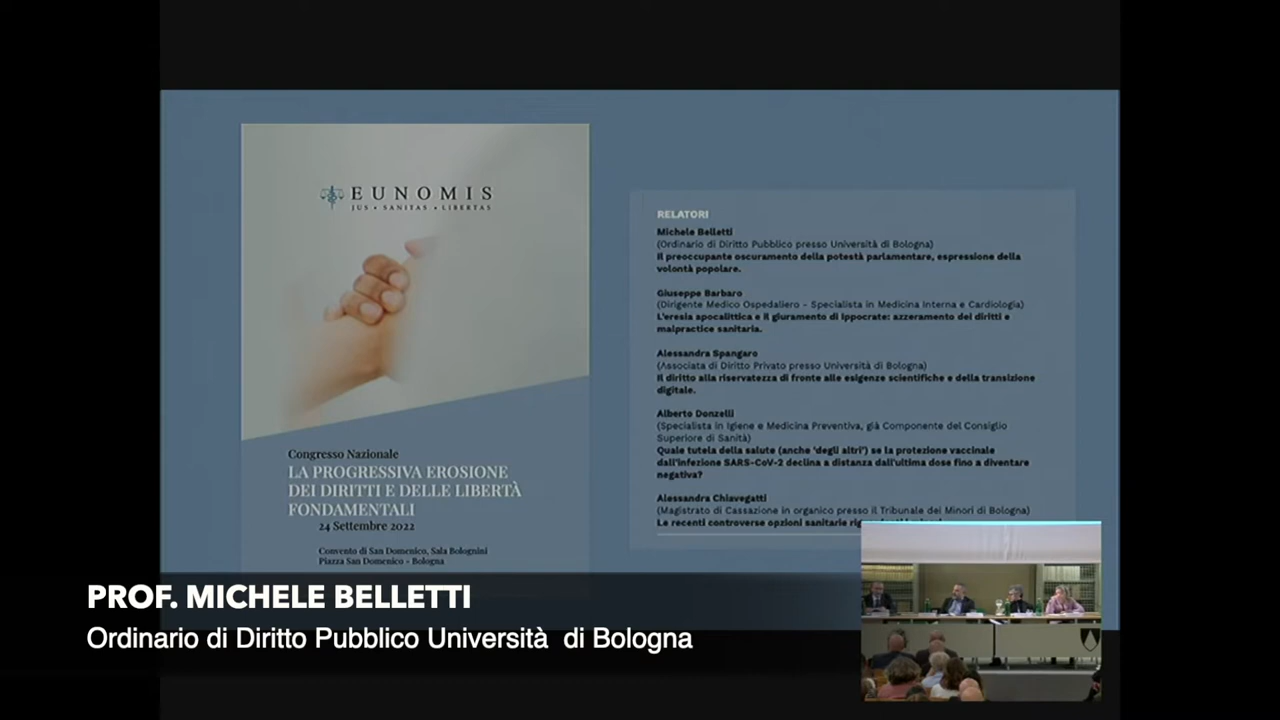 EUNOMIS
JUS • SANITAS • LIBERTAS
Congresso Nazionale
LA PROGRESSIVA EROSIONE
DEI DIRITTI E DELLE LIBERTÀ
FONDAMENTALI
24 Settembre 2022
Convento di San Domenico, Sala Bolognini
Piazza San Domenico - Bologna
RELATORI
Michele Belletti
(Ordinario di Diritto Pubblico presso Università di Bologna)
Il preoccupante oscuramento della potestà parlamentare, espressione della
volontà popolare.
Giuseppe Barbaro
(Dirigente Medico Ospedaliero - Specialista in Medicina Interna e Cardiologia)
L'eresia apocalittica e il giuramento di Ippocrate: azzeramento dei diritti e
malpractice sanitaria.
Alessandra Spangaro
(Associata di Diritto Privato presso Università di Bologna)
Il diritto alla riservatezza di fronte alle esigenze scientifiche e della transizione
digitale.
Alberto Donzelli
(Specialista in Igiene e Medicina Preventiva, già Componente del Consiglio
Superiore di Sanità)
Quale tutela della salute (anche 'degli altri') se la protezione vaccinale
dall'infezione SARS-CoV-2 declina a distanza dall'ultima dose fino a diventare
negativa?
Alessandra Chiavegatti
(Magistrato di Cassazione in organico presso il Tribunale dei Minori di Bologna)
Le recenti controverse opzioni sanitarie
PROF. MICHELE BELLETTI
Ordinario di Diritto Pubblico Università di Bologna